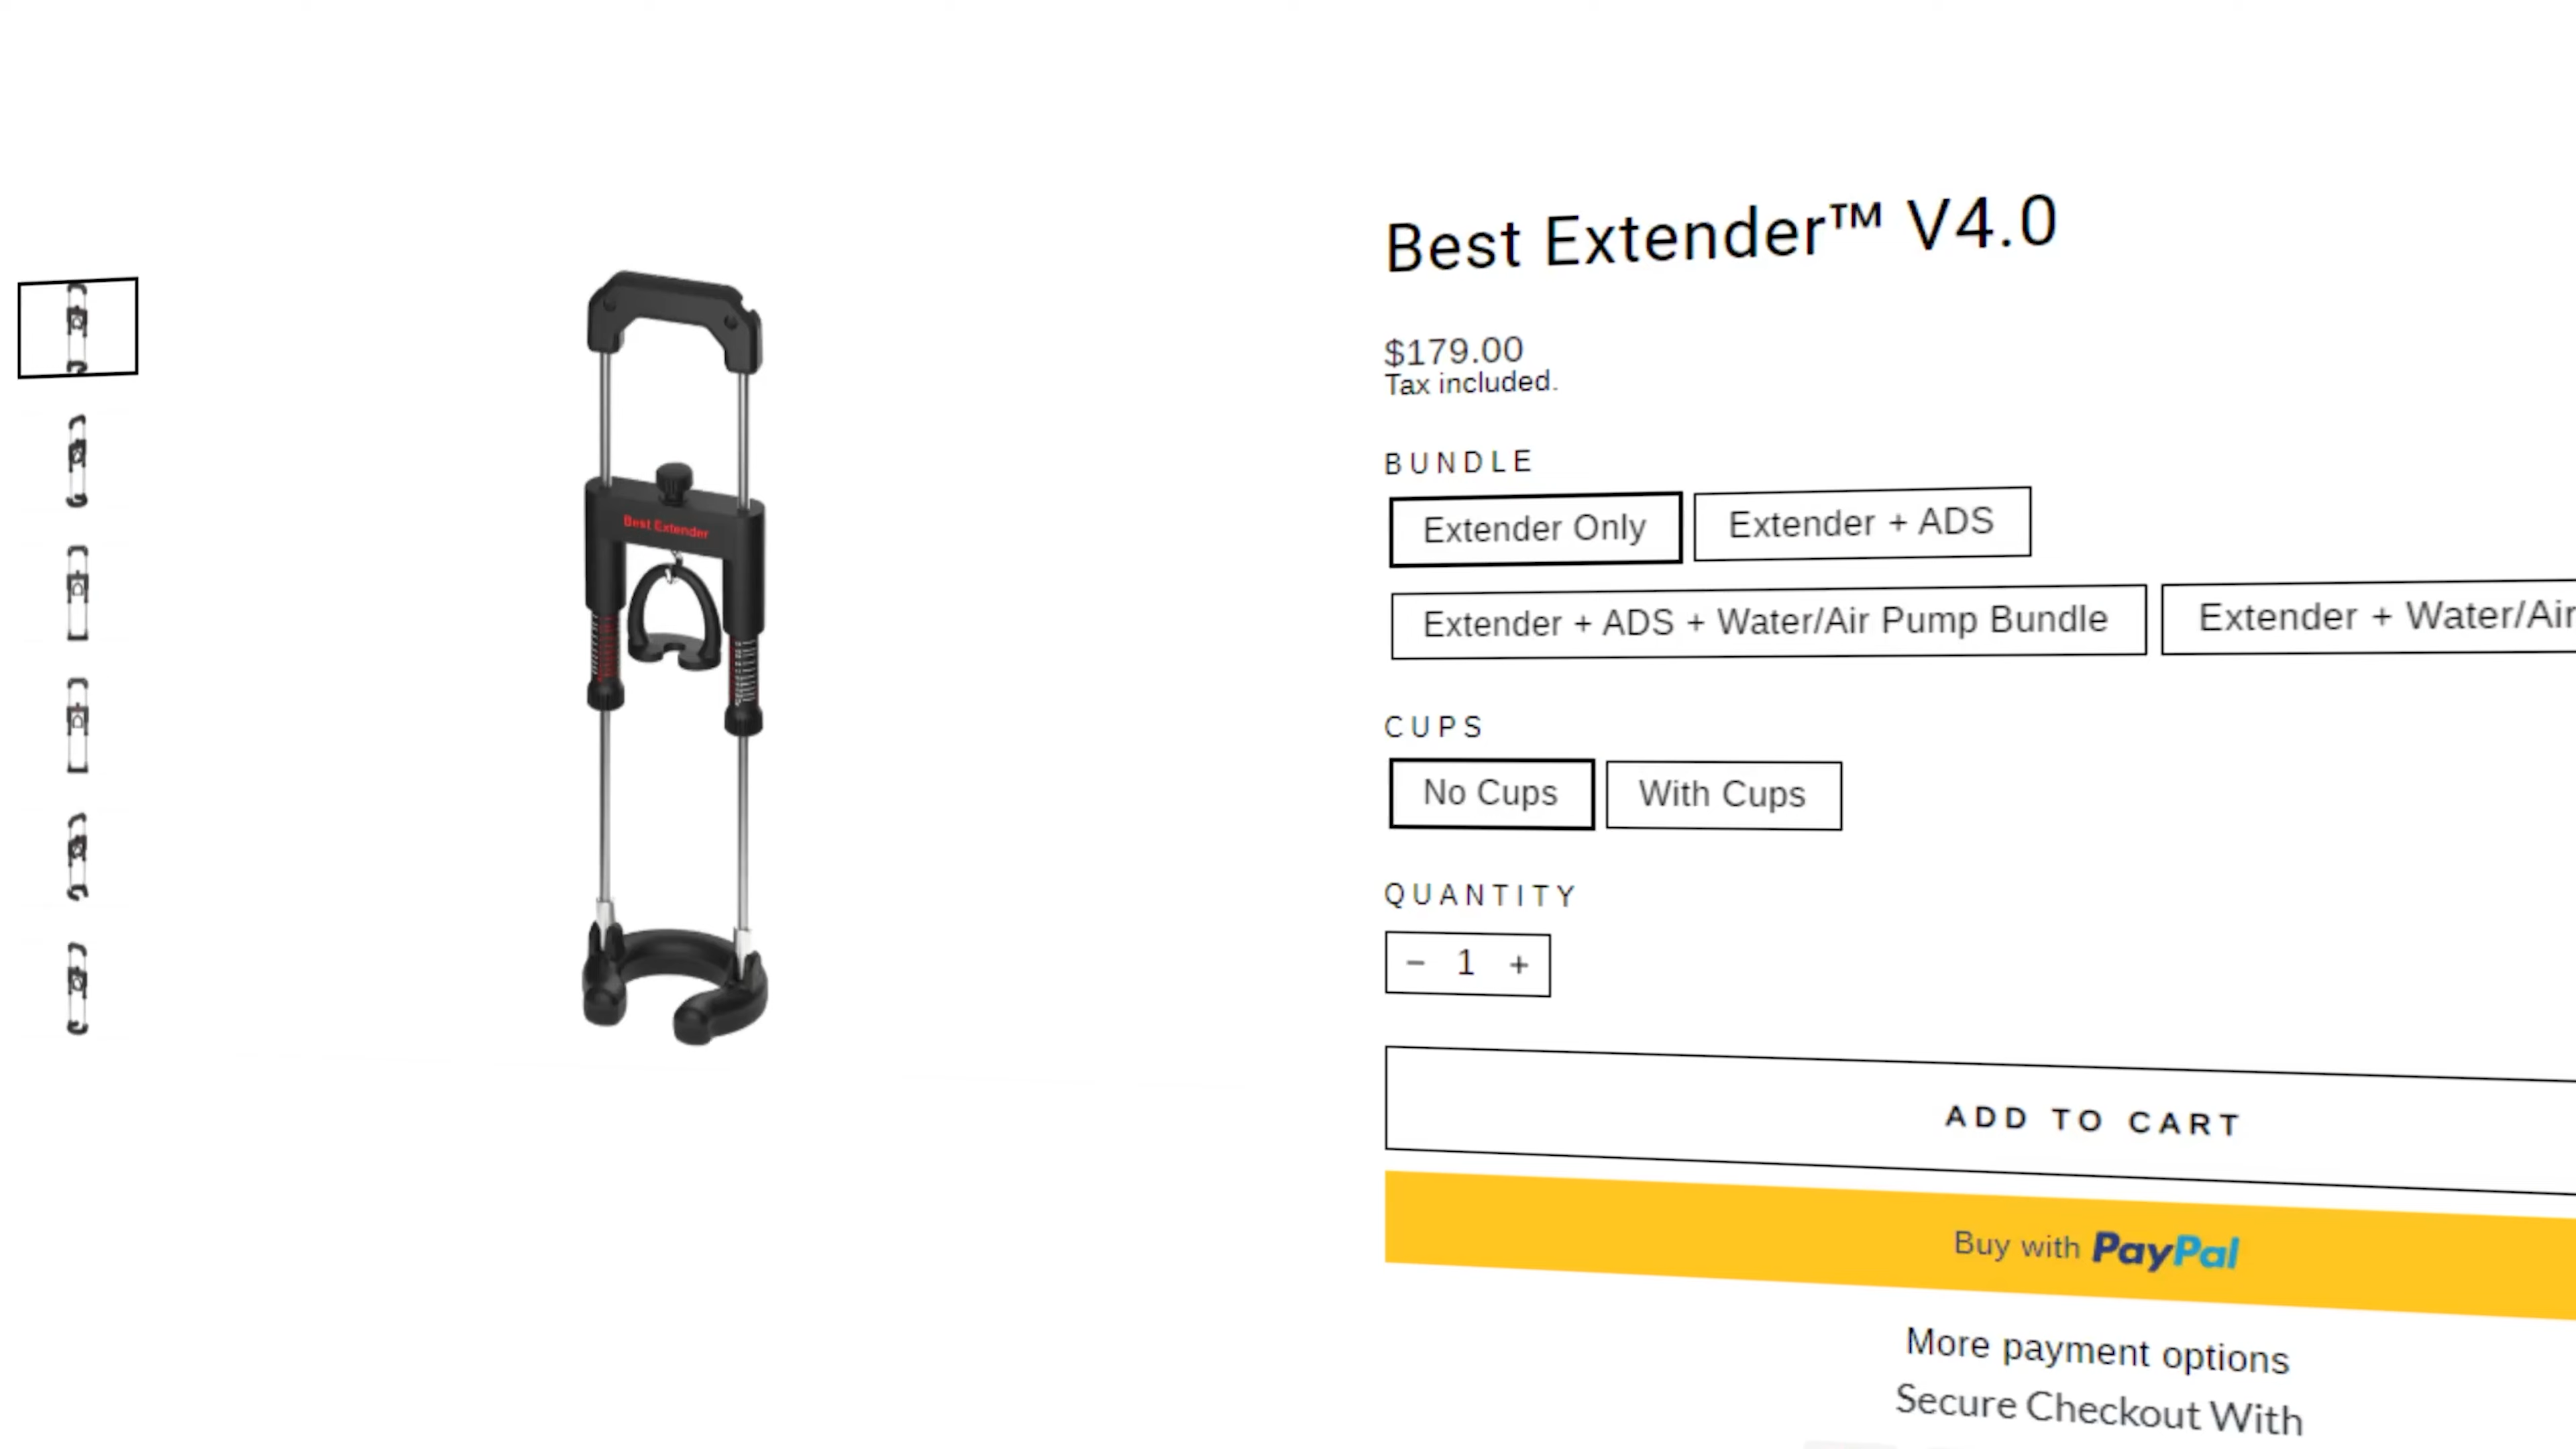 Best Extender™ V4.0
$179.00
Tax included.
BUNDLE
Extender Only
Extender + ADS
Extender + ADS + Water/Air Pump Bundle
Extender + Water/Air
CUPS
No Cups
With Cups
QUANTITY
− 1 +
ADD TO CART
Buy with PayPal
More payment options
Secure Checkout With
Best Extender